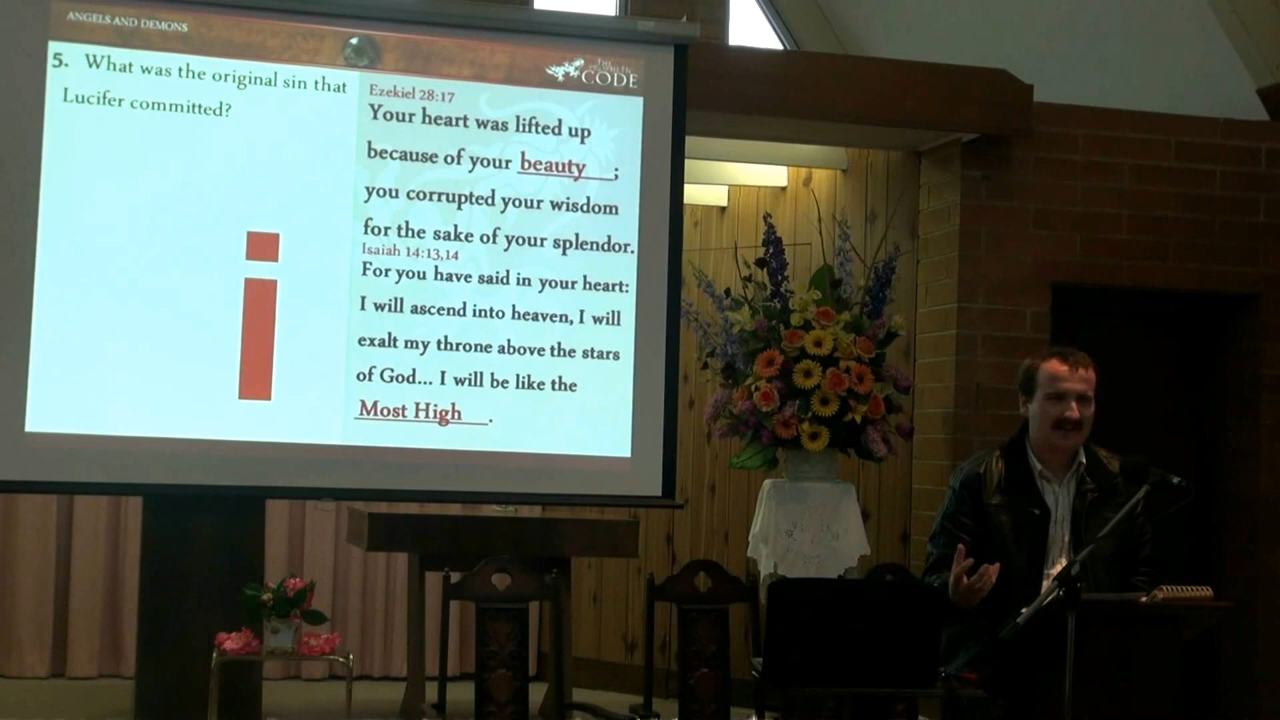 ANGELS AND DEMONS
THE
PROPHETIC
CODE
5. What was the original sin that
Lucifer committed?
i
Ezekiel 28:17
Your heart was lifted up
because of your beauty;
you corrupted your wisdom
for the sake of your splendor.
Isaiah 14:13,14
For you have said in your heart:
I will ascend into heaven, I will
exalt my throne above the stars
of God... I will be like the
Most High.